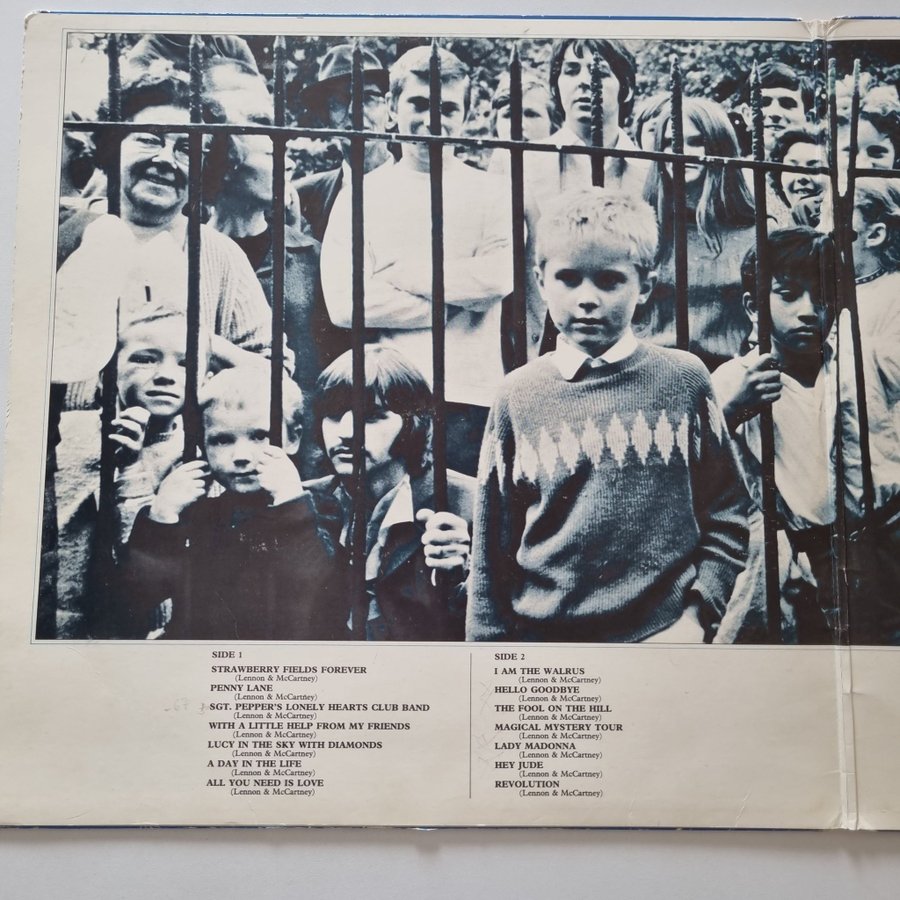 SIDE 1
STRAWBERRY FIELDS FOREVER
(Lennon & McCartney)
PENNY LANE
(Lennon & McCartney)
SGT. PEPPER'S LONELY HEARTS CLUB BAND
(Lennon & McCartney)
WITH A LITTLE HELP FROM MY FRIENDS
(Lennon & McCartney)
LUCY IN THE SKY WITH DIAMONDS
(Lennon & McCartney)
A DAY IN THE LIFE
(Lennon & McCartney)
ALL YOU NEED IS LOVE
(Lennon & McCartney)
SIDE 2
I AM THE WALRUS
(Lennon & McCartney)
HELLO GOODBYE
(Lennon & McCartney)
THE FOOL ON THE HILL
(Lennon & McCartney)
MAGICAL MYSTERY TOUR
(Lennon & McCartney)
LADY MADONNA
(Lennon & McCartney)
HEY JUDE
(Lennon & McCartney)
REVOLUTION
(Lennon & McCartney)